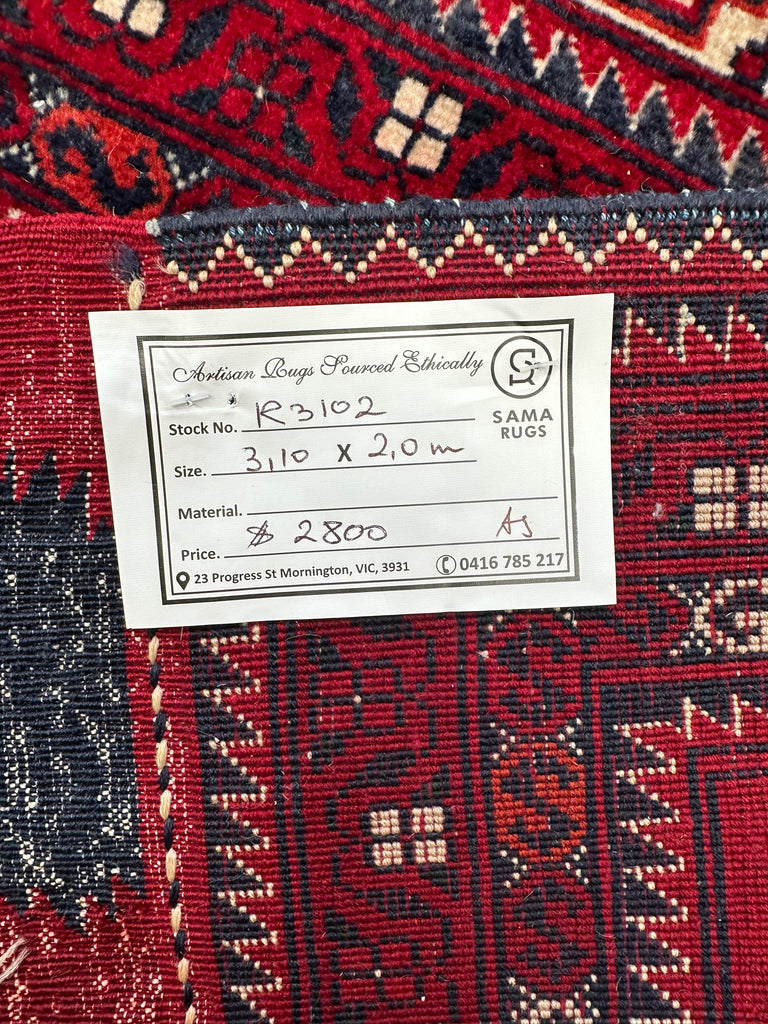 Artisan Rugs Sourced Ethically
SAMA
RUGS
Stock No. R3102
Size. 3,10 x 2,0 m
Material.
Price. $ 2800 As
23 Progress St Mornington, VIC, 3931 0416 785 217